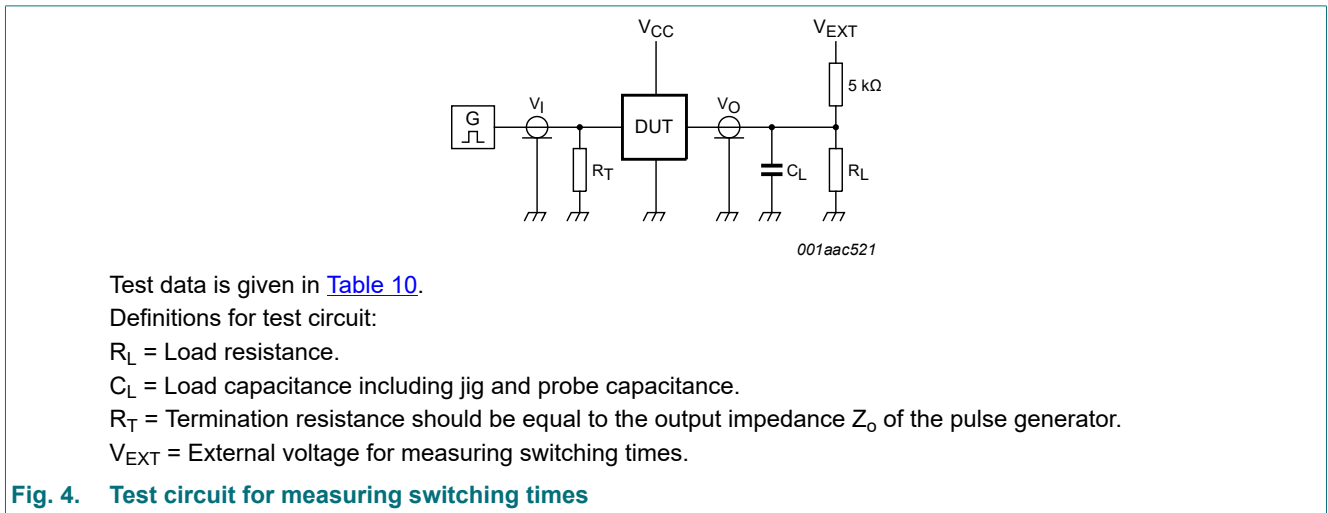 VCC
VEXT
5 kΩ
G
VI
DUT
VO
RT
CL
RL
001aac521
Test data is given in Table 10.
Definitions for test circuit:
RL = Load resistance.
CL = Load capacitance including jig and probe capacitance.
RT = Termination resistance should be equal to the output impedance Zo of the pulse generator.
VEXT = External voltage for measuring switching times.
Fig. 4. Test circuit for measuring switching times